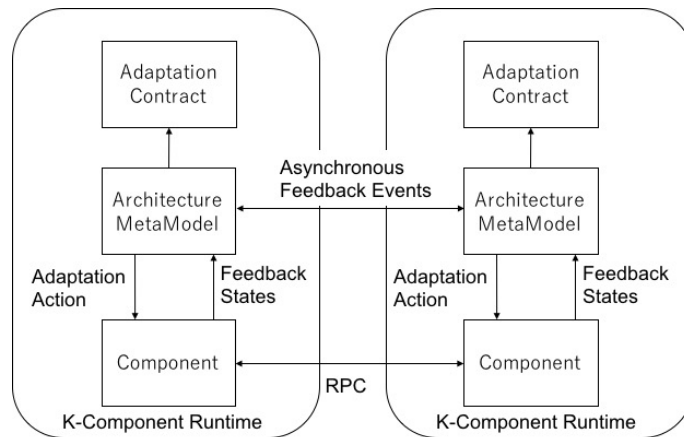 Adaptation
Contract
Adaptation
Contract
Asynchronous
Feedback Events
Architecture
MetaModel
Architecture
MetaModel
Adaptation
Action
Feedback
States
Adaptation
Action
Feedback
States
Component
Component
RPC
K-Component Runtime
K-Component Runtime